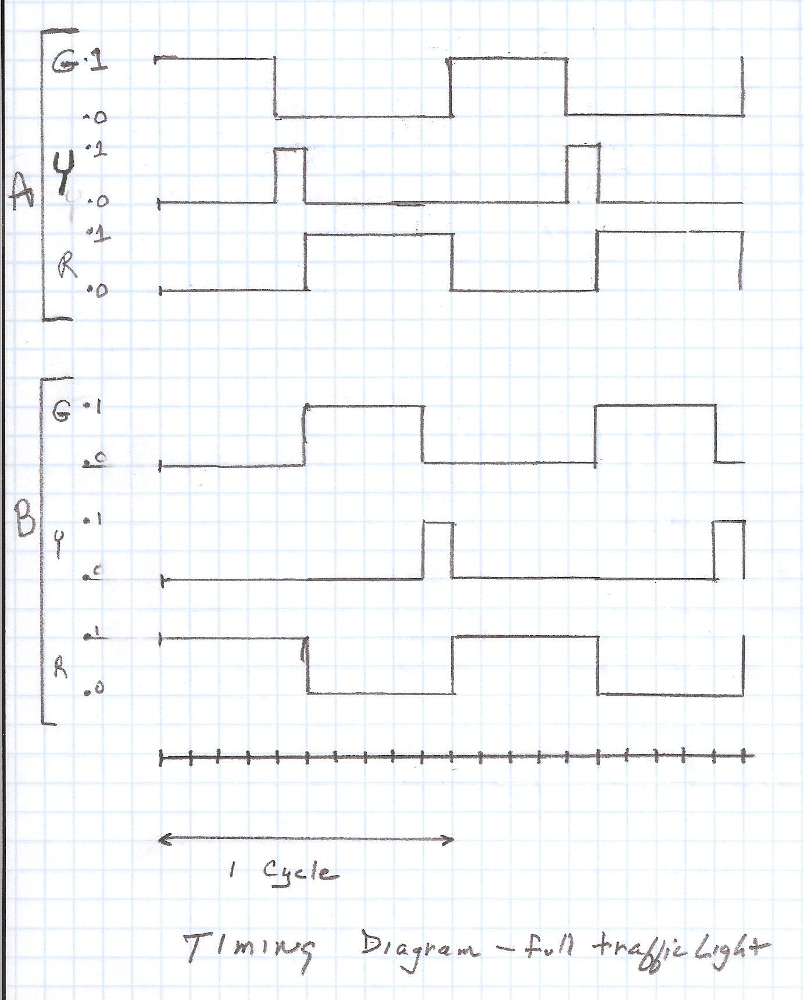 G .1
.0
A
Y .1
.0
.1
R
.0
G .1
.0
B
.1
Y
.0
.1
R
.0
1 Cycle
Timing Diagram - full traffic Light